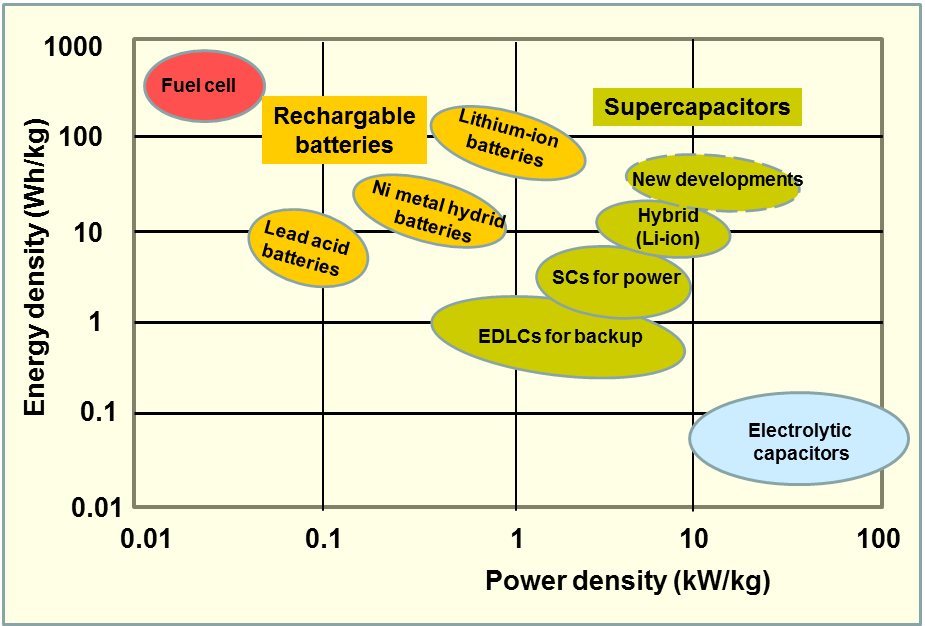 1000
100
10
1
0.1
0.01
Energy density (Wh/kg)
Fuel cell
Rechargable
batteries
Lithium-ion
batteries
Supercapacitors
New developments
Ni metal hydrid
batteries
Hybrid
(Li-ion)
Lead acid
batteries
SCs for power
EDLCs for backup
Electrolytic
capacitors
0.01
0.1
1
10
100
Power density (kW/kg)